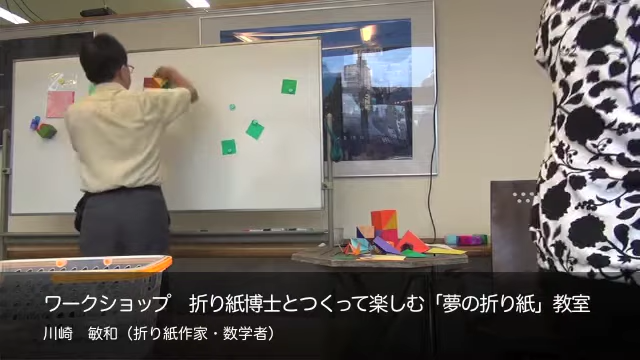 ワークショップ　折り紙博士とつくって楽しむ「夢の折り紙」教室
川崎　敏和（折り紙作家・数学者）